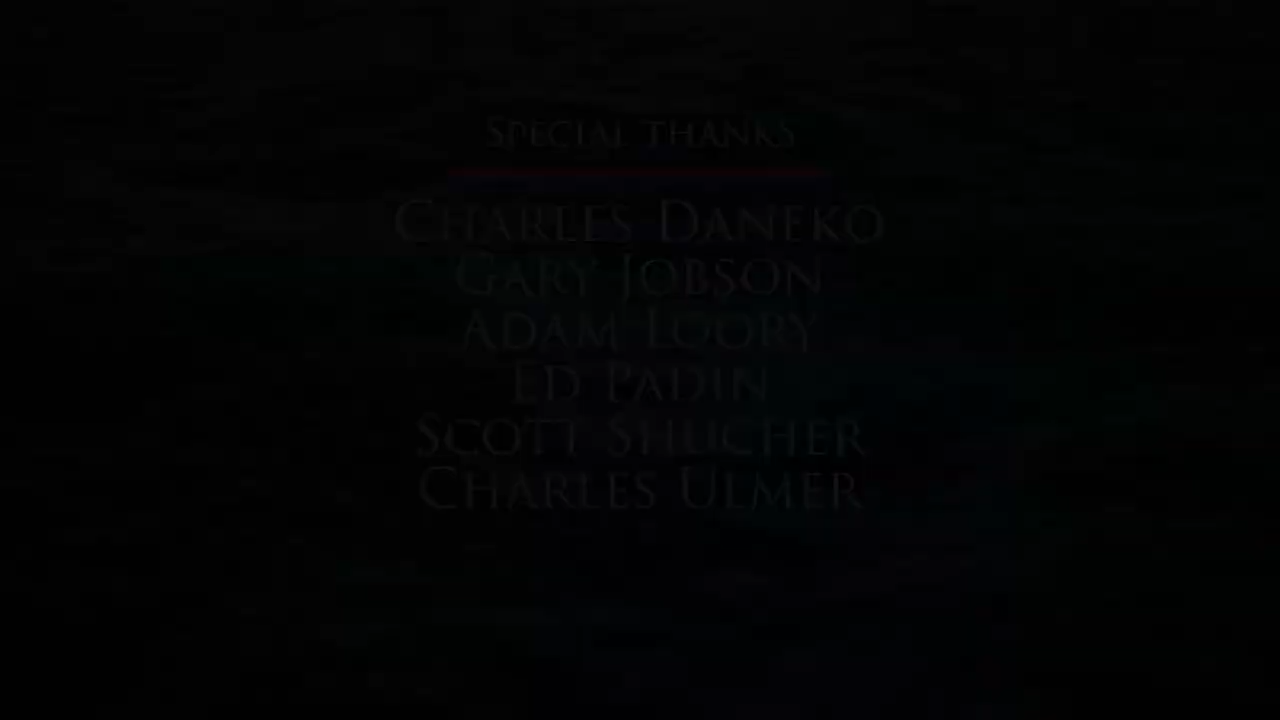 Special thanks
Charles Daneko
Gary Jobson
Adam Loory
Ed Padin
Scott Shucher
Charles Ulmer